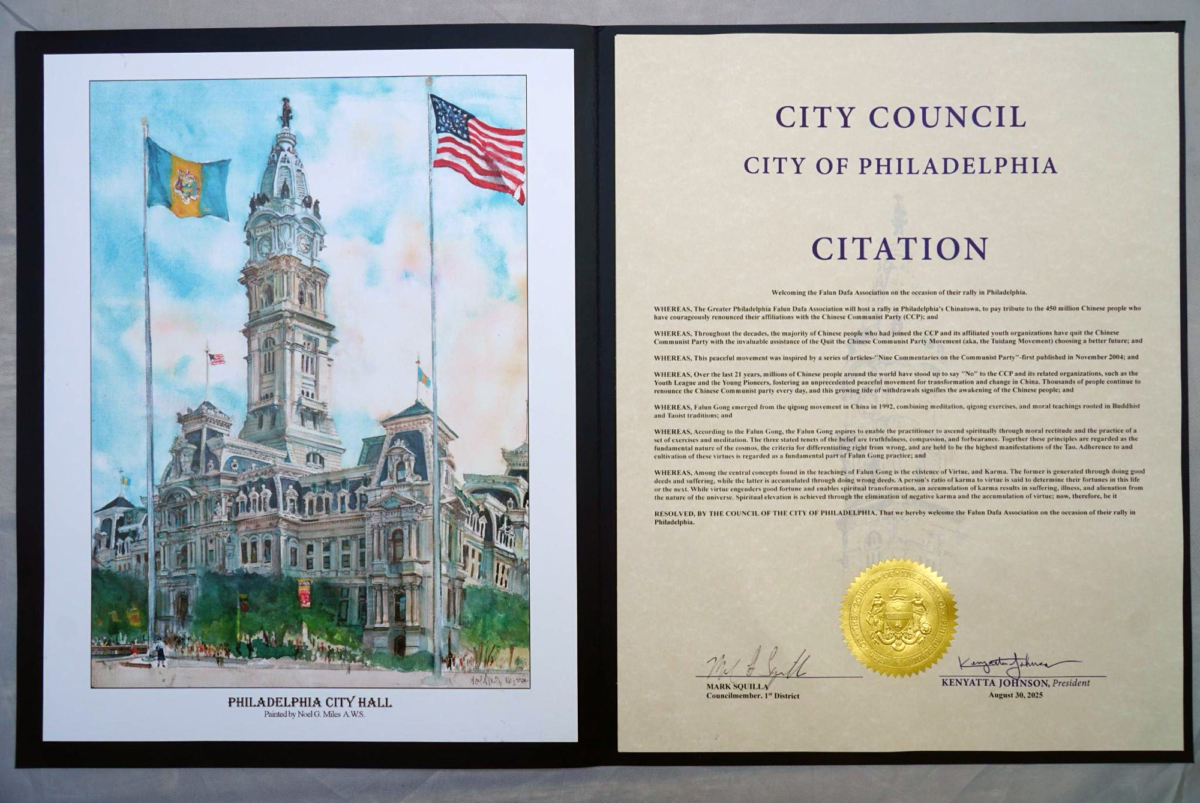 PHILADELPHIA CITY HALL
Painted by Noel G. Miles A.W.S.
CITY COUNCIL
CITY OF PHILADELPHIA
CITATION
Welcoming the Falun Dafa Association on the occasion of their rally in Philadelphia.
WHEREAS, The Greater Philadelphia Falun Dafa Association will host a rally in Philadelphia's Chinatown, to pay tribute to the 450 million Chinese people who
have courageously renounced their affiliations with the Chinese Communist Party (CCP); and
WHEREAS, Throughout the decades, the majority of Chinese people who had joined the CCP and its affiliated youth organizations have quit the Chinese
Communist Party with the invaluable assistance of the Quit the Chinese Communist Party Movement (aka, the Tuidang Movement) choosing a better future; and
WHEREAS, This peaceful movement was inspired by a series of articles-"Nine Commentaries on the Communist Party"-first published in November 2004; and
WHEREAS, Over the last 21 years, millions of Chinese people around the world have stood up to say "No" to the CCP and its related organizations, such as the
Youth League and the Young Pioneers, fostering an unprecedented peaceful movement for transformation and change in China. Thousands of people continue to
renounce the Chinese Communist party every day, and this growing tide of withdrawals signifies the awakening of the Chinese people; and
WHEREAS, Falun Gong emerged from the qigong movement in China in 1992, combining meditation, qigong exercises, and moral teachings rooted in Buddhist
and Taoist traditions; and
WHEREAS, According to the Falun Gong, the Falun Gong aspires to enable the practitioner to ascend spiritually through moral rectitude and the practice of a
set of exercises and meditation. The three stated tenets of the belief are truthfulness, compassion, and forbearance. Together these principles are regarded as the
fundamental nature of the cosmos, the criteria for differentiating right from wrong, and are held to be the highest manifestations of the Tao. Adherence to and
cultivation of these virtues is regarded as a fundamental part of Falun Gong practice; and
WHEREAS, Among the central concepts found in the teachings of Falun Gong is the existence of Virtue, and Karma. The former is generated through doing good
deeds and suffering, while the latter is accumulated through doing wrong deeds. A person's ratio of karma to virtue is said to determine their fortunes in this life
or the next. While virtue engenders good fortune and enables spiritual transformation, an accumulation of karma results in suffering, illness, and alienation from
the nature of the universe. Spiritual elevation is achieved through the elimination of negative karma and the accumulation of virtue; now, therefore, be it
RESOLVED, BY THE COUNCIL OF THE CITY OF PHILADELPHIA, That we hereby welcome the Falun Dafa Association on the occasion of their rally in
Philadelphia.
MARK SQUILLA
Councilmember, 1st District
Kenyatta Johnson
KENYATTA JOHNSON, President
August 30, 2025